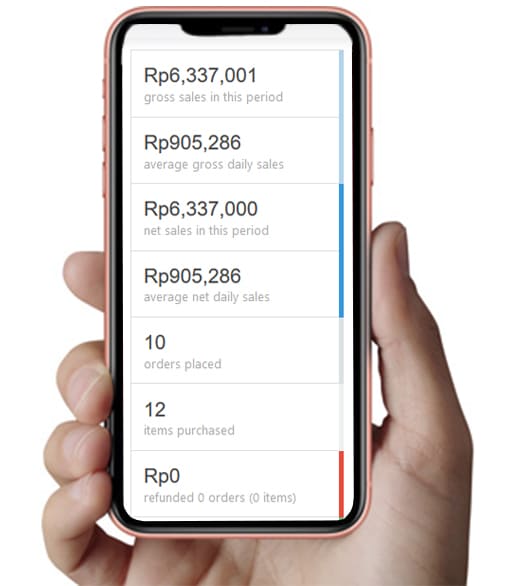 Rp6,337,001
gross sales in this period
Rp905,286
average gross daily sales
Rp6,337,000
net sales in this period
Rp905,286
average net daily sales
10
orders placed
12
items purchased
Rp0
refunded 0 orders (0 items)